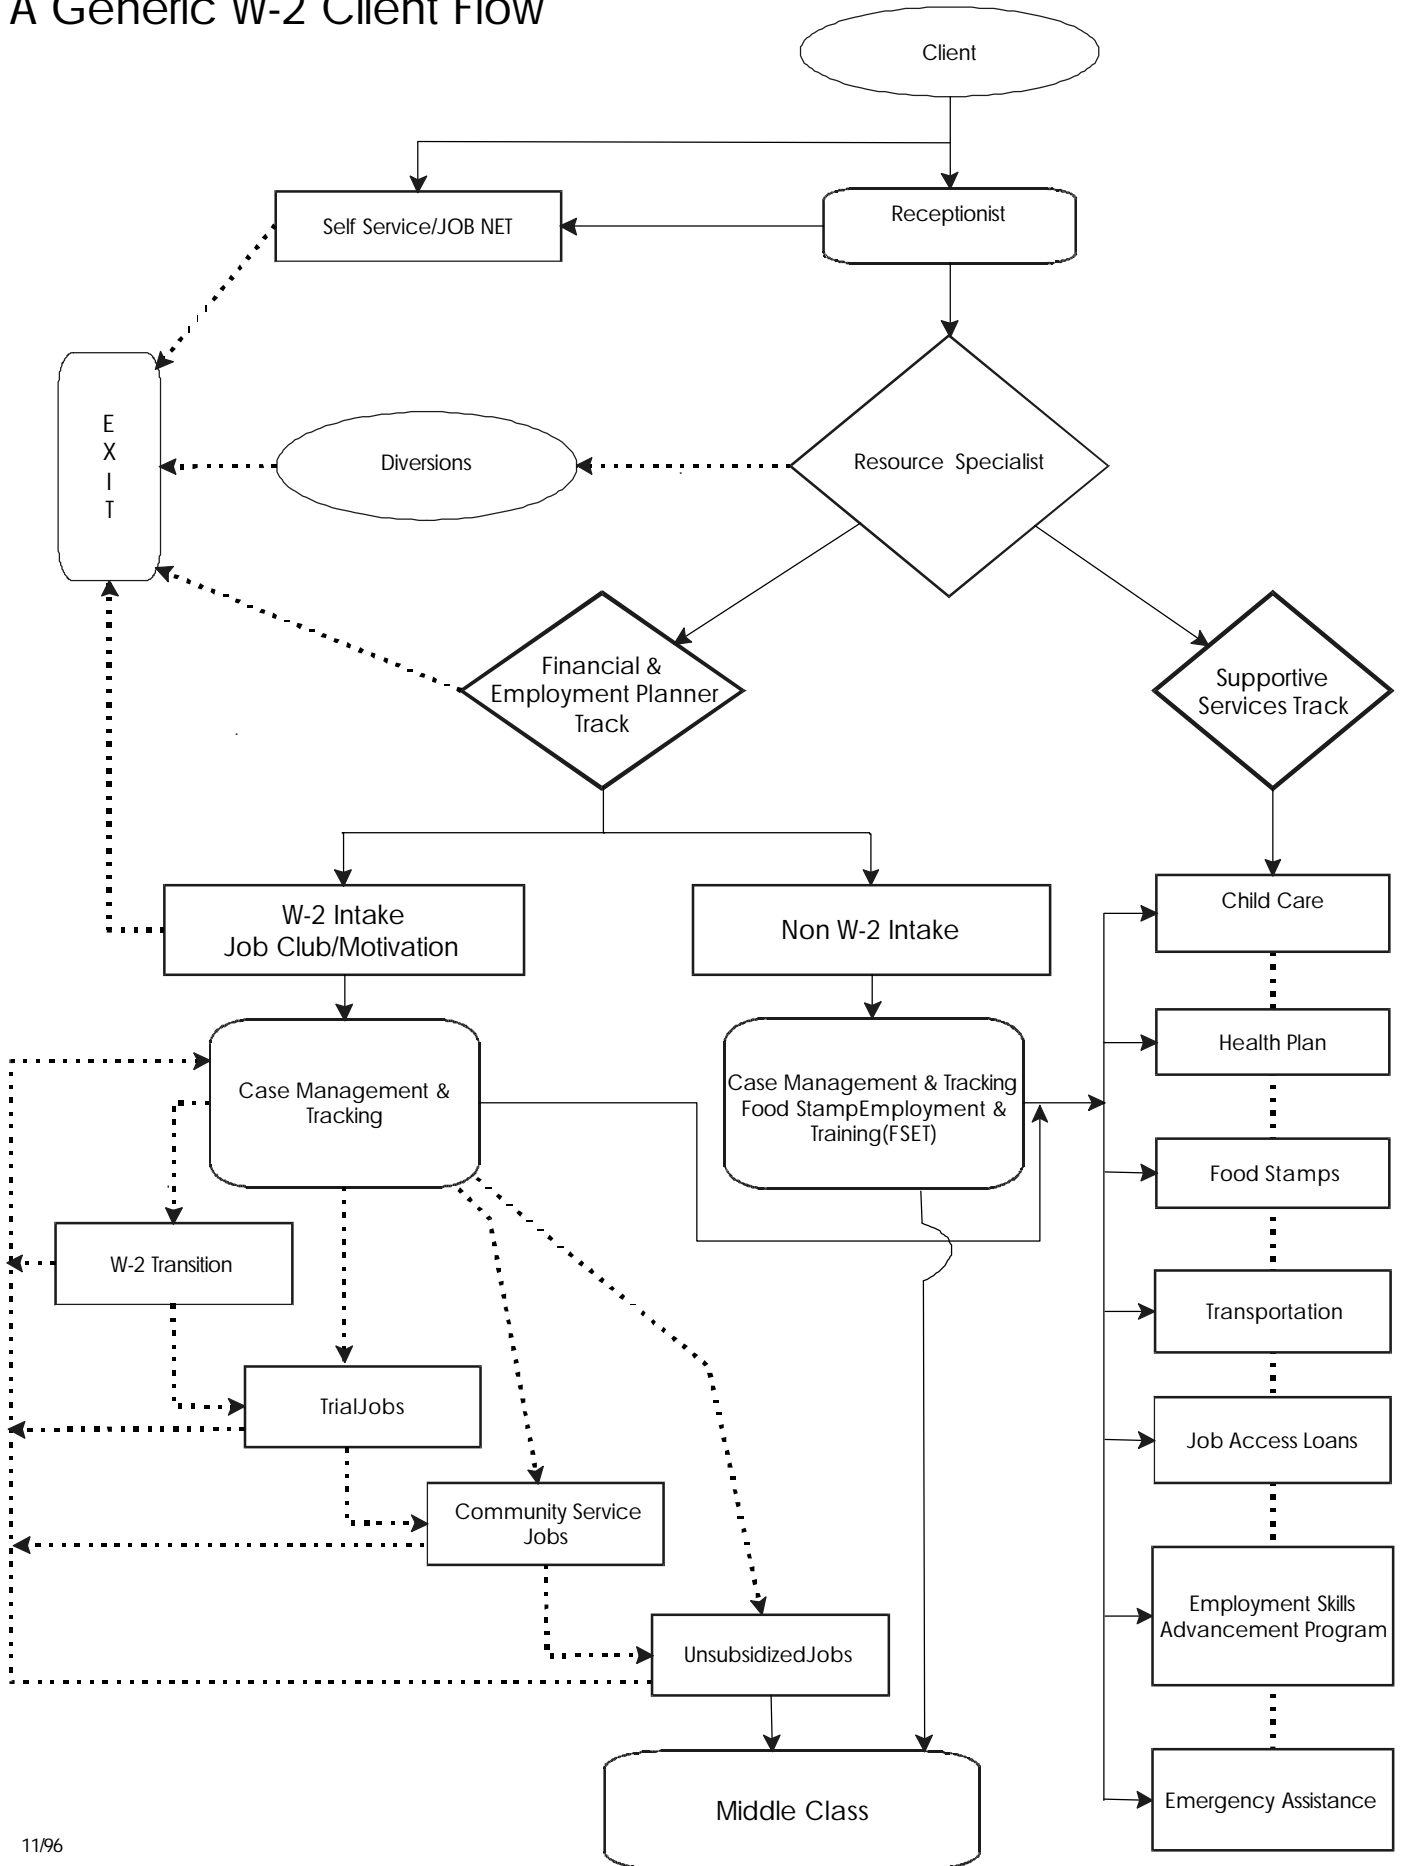 A Generic W-2 Client Flow
Client
Self Service/JOB NET
Receptionist
E
X
I
T
Diversions
Resource Specialist
Financial &
Employment Planner
Track
Supportive
Services Track
W-2 Intake
Job Club/Motivation
Non W-2 Intake
Child Care
Health Plan
Case Management &
Tracking
Case Management & Tracking
Food StampEmployment &
Training(FSET)
Food Stamps
W-2 Transition
Transportation
TrialJobs
Job Access Loans
Community Service
Jobs
Employment Skills
Advancement Program
UnsubsidizedJobs
Emergency Assistance
Middle Class
11/96